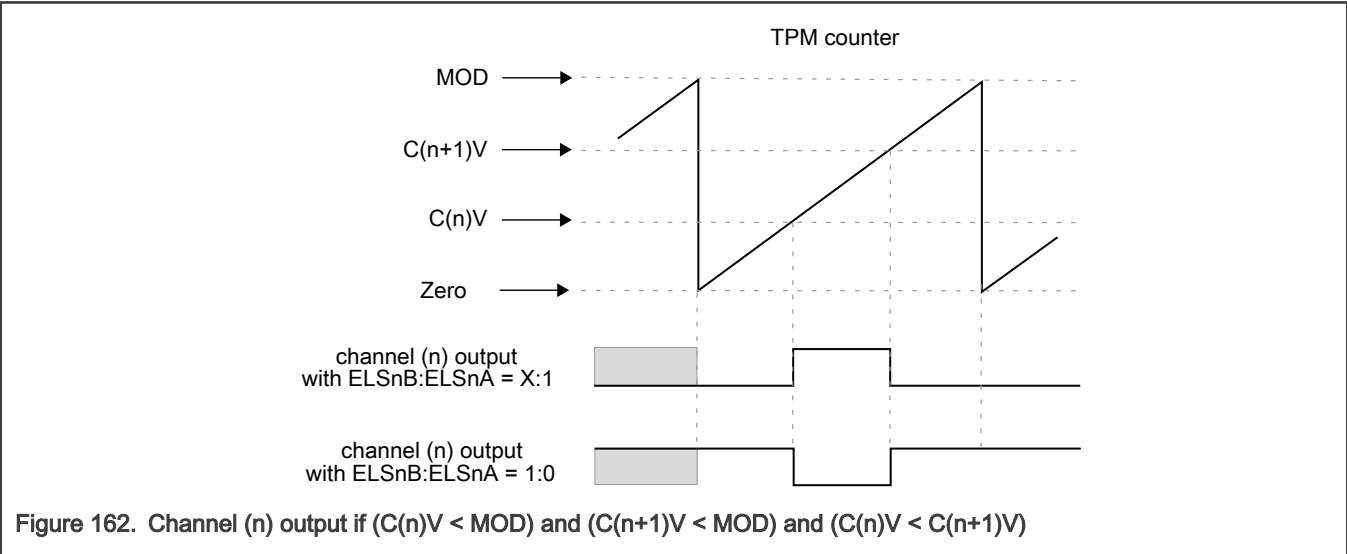 TPM counter
MOD
C(n+1)V
C(n)V
Zero
channel (n) output
with ELSnB:ELSnA = X:1
channel (n) output
with ELSnB:ELSnA = 1:0
Figure 162. Channel (n) output if (C(n)V < MOD) and (C(n+1)V < MOD) and (C(n)V < C(n+1)V)